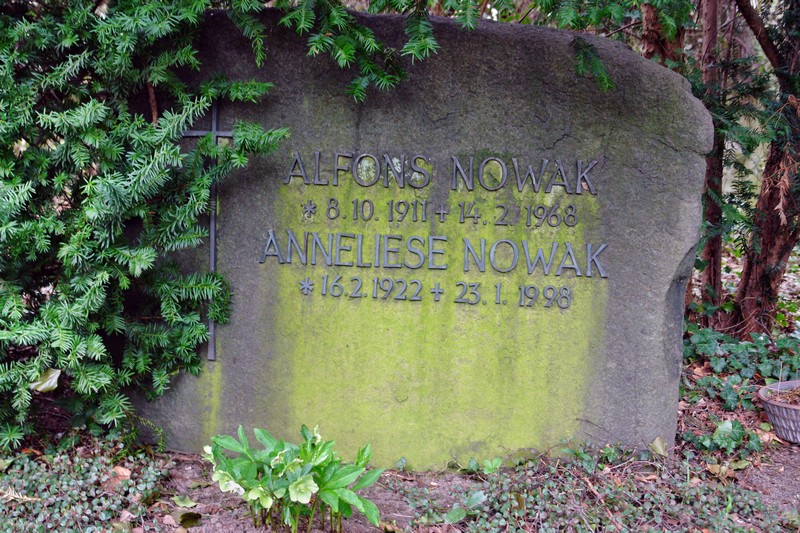 ALFONS NOWAK
* 8.10.1911 + 14.2.1968
ANNELIESE NOWAK
* 16.2.1922 + 23.1.1998